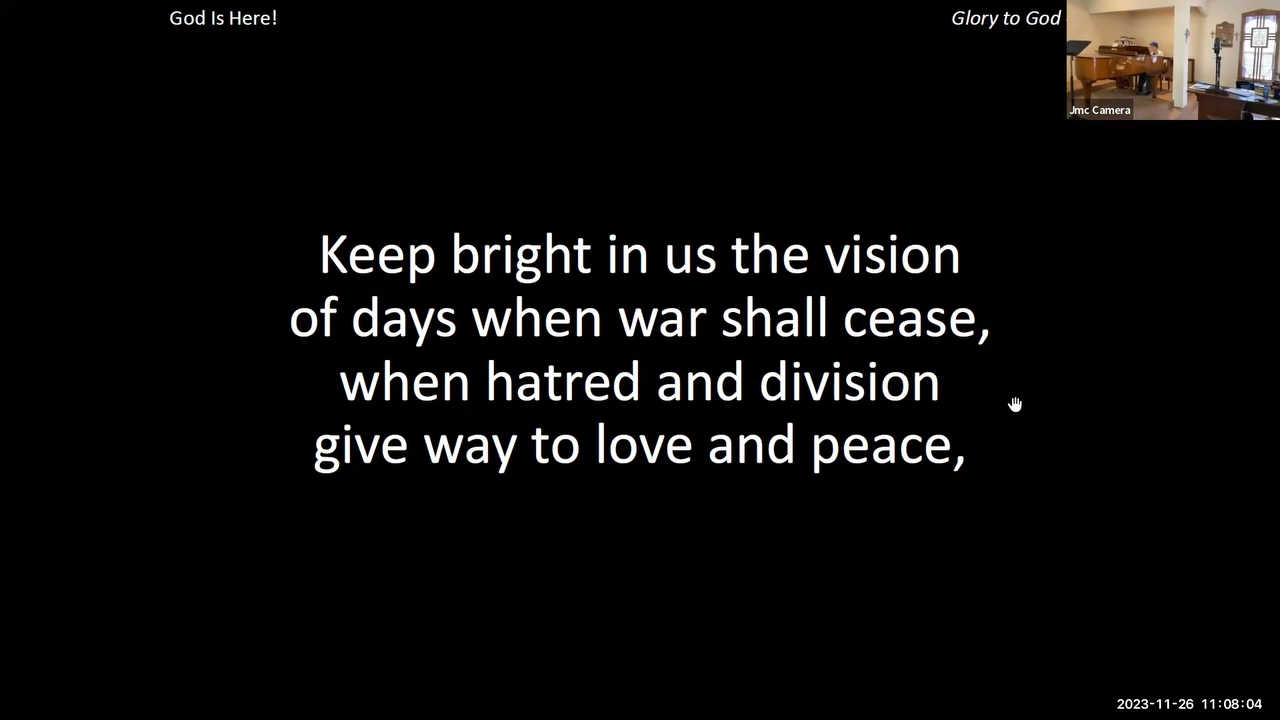 God Is Here!
Glory to God
Jmc Camera
Keep bright in us the vision
of days when war shall cease,
when hatred and division
give way to love and peace,
2023-11-26 11:08:04